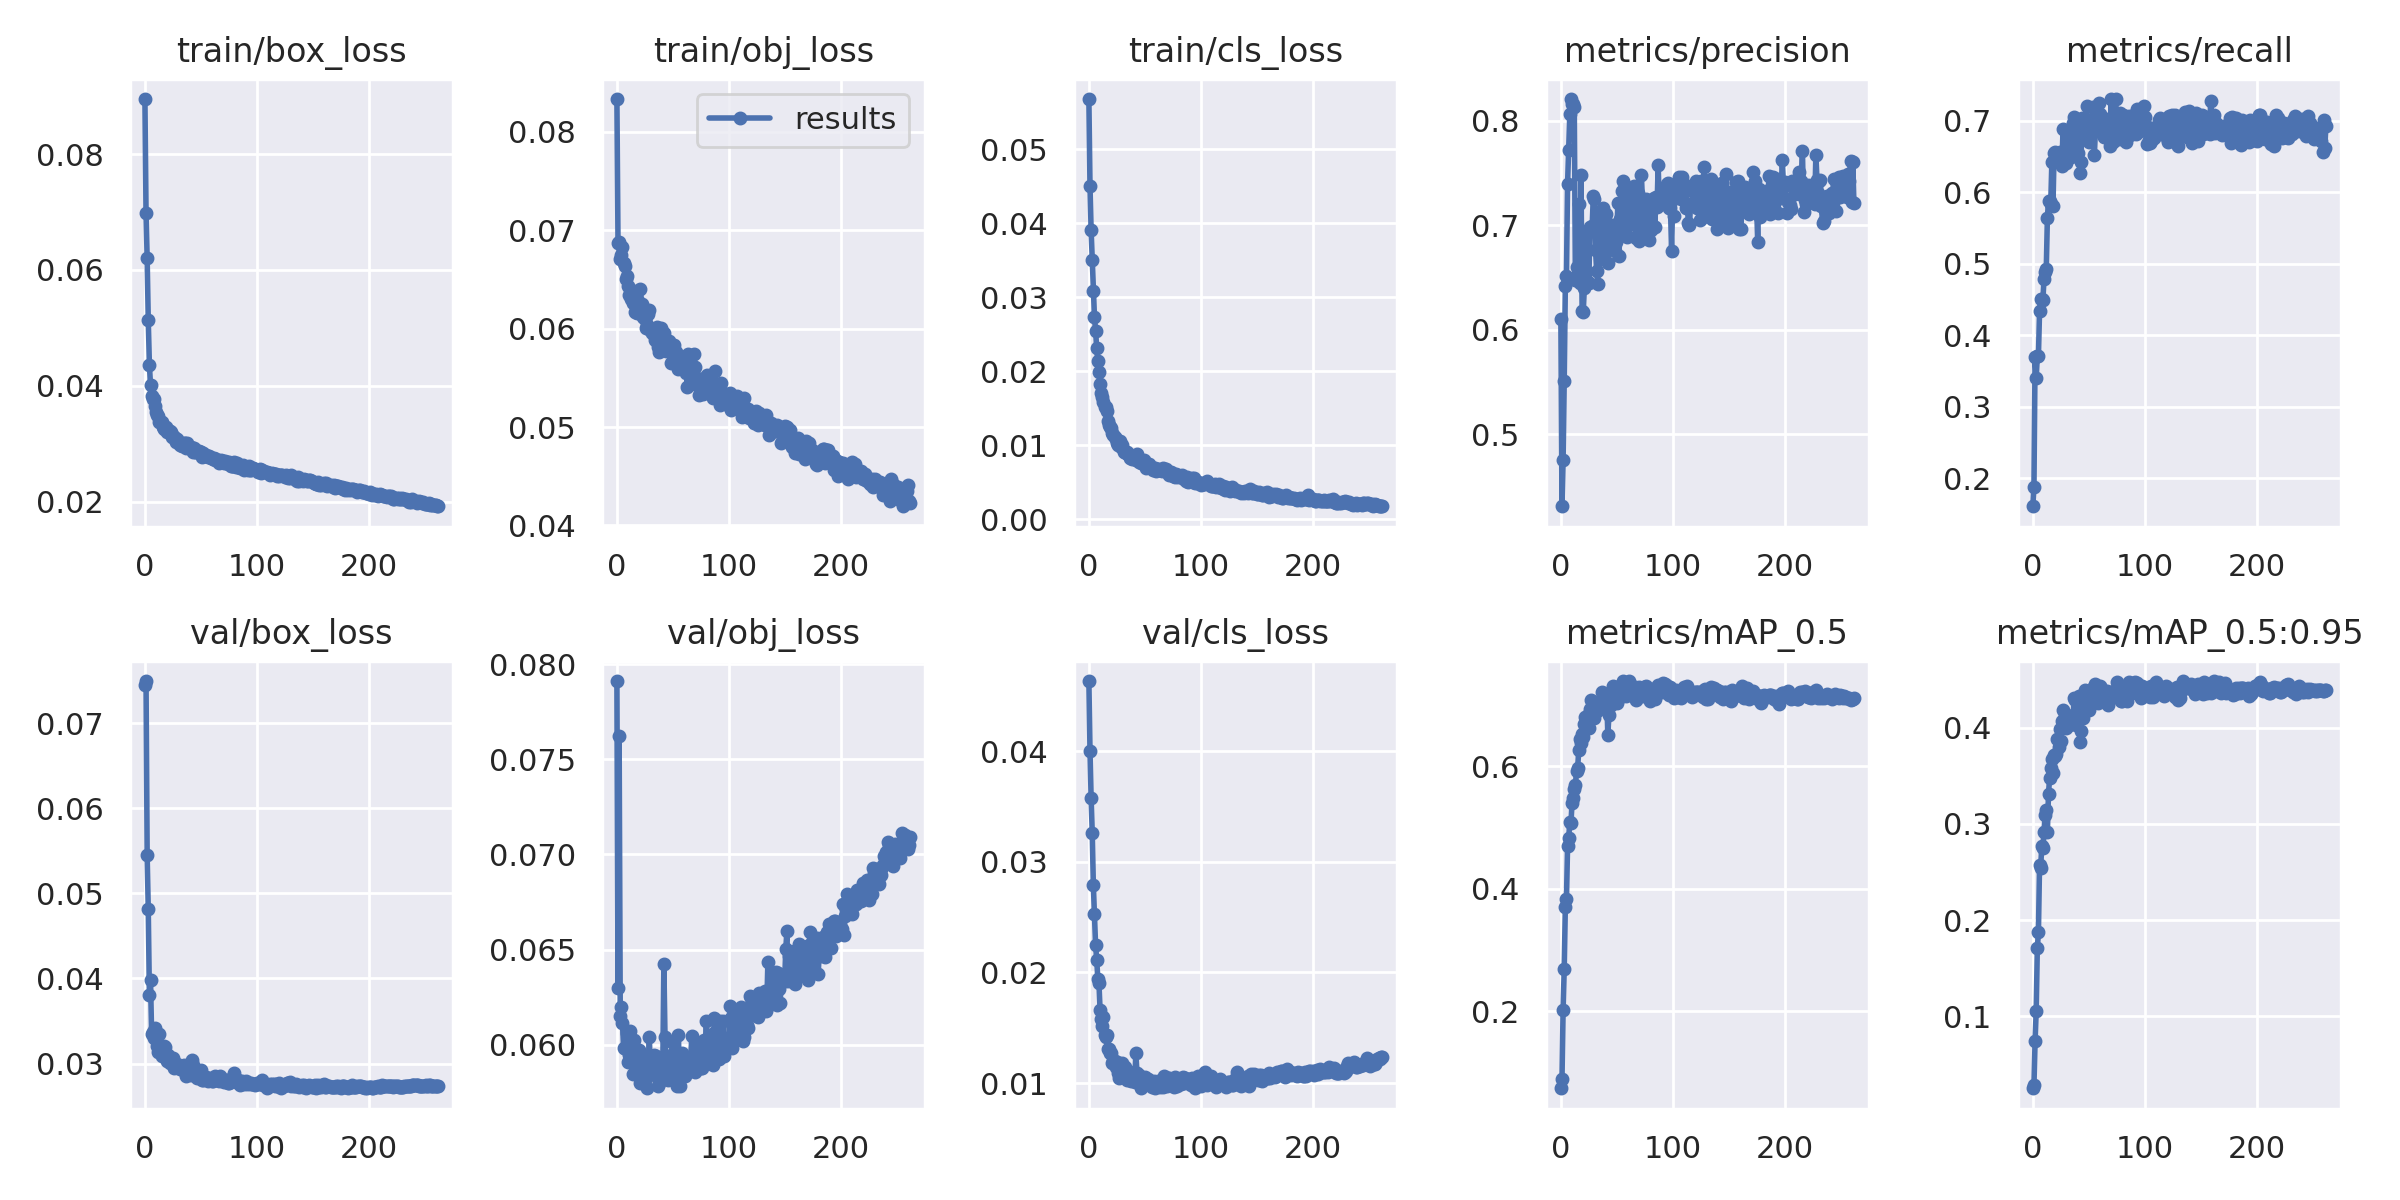 train/box_loss
0.08
0.06
0.04
0.02
0 100 200
train/obj_loss
results
0.08
0.07
0.06
0.05
0.04
0 100 200
train/cls_loss
0.05
0.04
0.03
0.02
0.01
0.00
0 100 200
metrics/precision
0.8
0.7
0.6
0.5
0 100 200
metrics/recall
0.7
0.6
0.5
0.4
0.3
0.2
0 100 200
val/box_loss
0.07
0.06
0.05
0.04
0.03
0 100 200
val/obj_loss
0.080
0.075
0.070
0.065
0.060
0 100 200
val/cls_loss
0.04
0.03
0.02
0.01
0 100 200
metrics/mAP_0.5
0.6
0.4
0.2
0 100 200
metrics/mAP_0.5:0.95
0.4
0.3
0.2
0.1
0 100 200